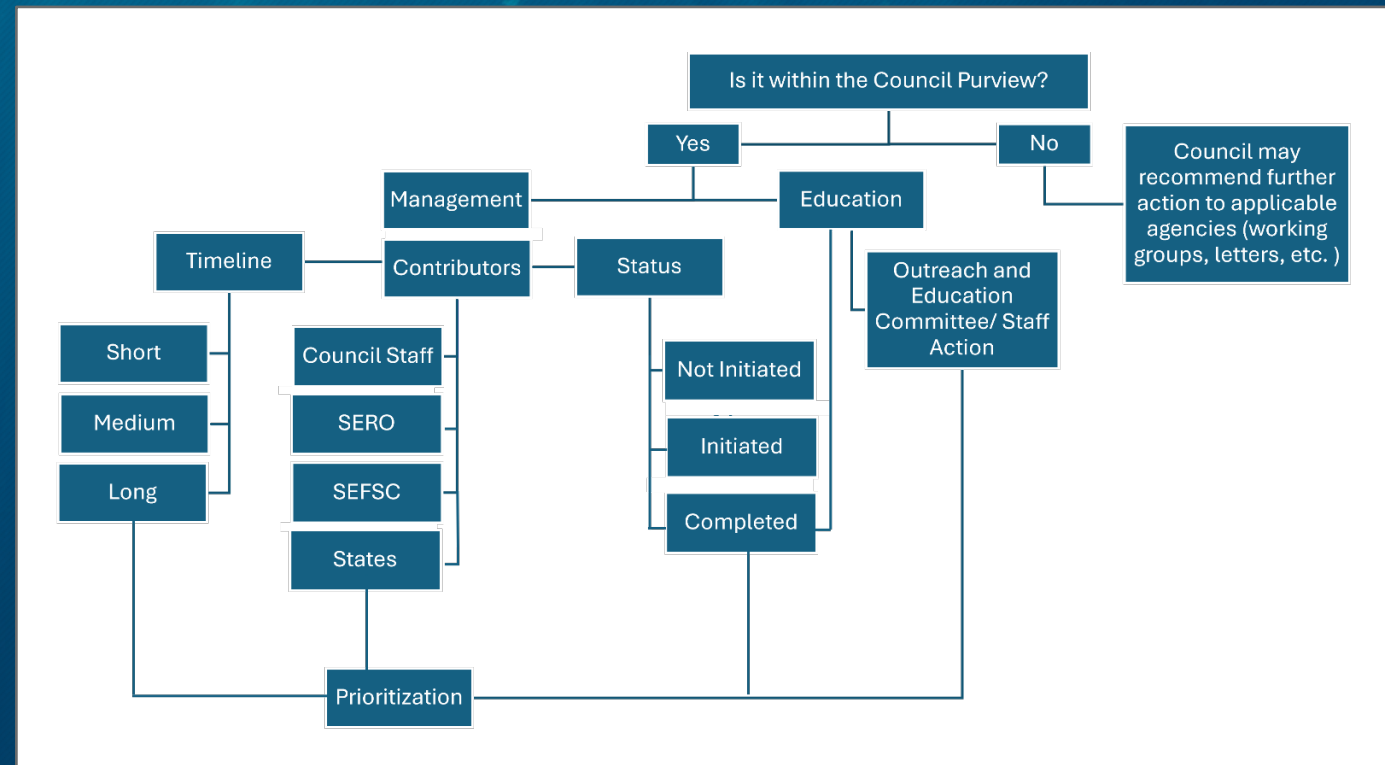 Is it within the Council Purview?
Yes
No
Council may
recommend further
action to applicable
agencies (working
groups, letters, etc. )
Management
Education
Timeline
Contributors
Status
Outreach and
Education
Committee/ Staff
Action
Short
Medium
Long
Council Staff
SERO
SEFSC
States
Not Initiated
Initiated
Completed
Prioritization